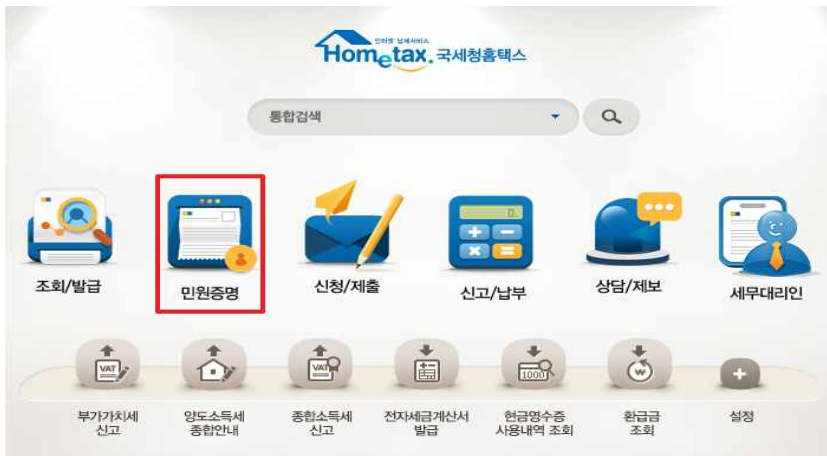 인터넷 납세서비스
Hometax. 국세청홈택스
통합검색
조회/발급
민원증명
신청/제출
0.
신고/납부
상담/제보
세무대리인
VAT
VAT
1000
부가가치세
신고
양도소득세
종합안내
종합소득세
신고
전자세금계산서
발급
현금영수증
사용내역 조회
환급금
조회
설정